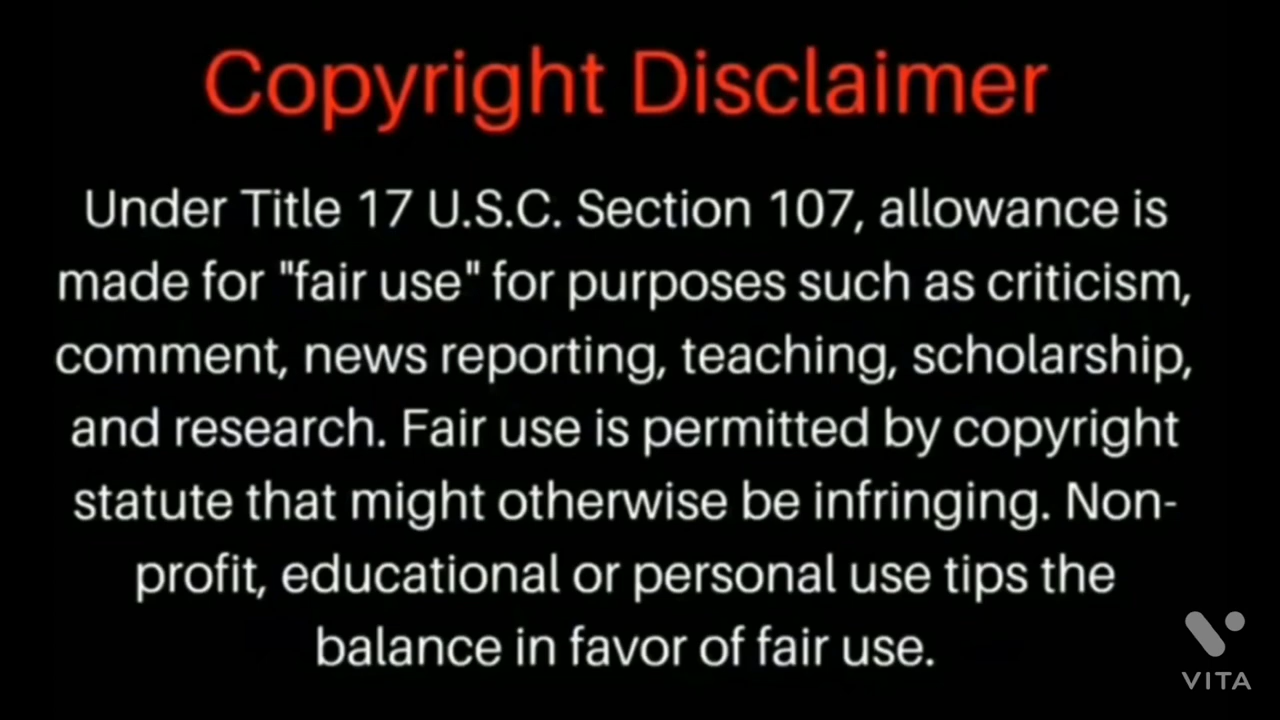 Copyright Disclaimer
Under Title 17 U.S.C. Section 107, allowance is
made for "fair use" for purposes such as criticism,
comment, news reporting, teaching, scholarship,
and research. Fair use is permitted by copyright
statute that might otherwise be infringing. Non-
profit, educational or personal use tips the
balance in favor of fair use.
VITA